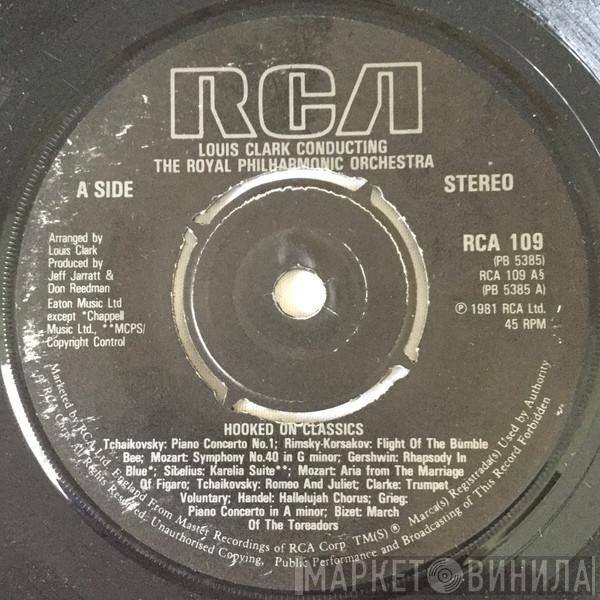 RCA
LOUIS CLARK CONDUCTING
THE ROYAL PHILHARMONIC ORCHESTRA
A SIDE
STEREO
Arranged by
Louis Clark
Produced by
Jeff Jarratt &
Don Reedman
Eaton Music Ltd
except *Chappell
Music Ltd., **MCPS/
Copyright Control
RCA 109
(PB 5385)
RCA 109 A§
(PB 5385 A)
℗ 1981 RCA Ltd.
45 RPM
HOOKED ON CLASSICS
Tchaikovsky: Piano Concerto No.1; Rimsky-Korsakov: Flight Of The Bumble
Bee; Mozart: Symphony No.40 in G minor; Gershwin: Rhapsody In
Blue*; Sibelius: Karelia Suite**; Mozart: Aria from The Marriage
Of Figaro; Tchaikovsky: Romeo And Juliet; Clarke: Trumpet
Voluntary; Handel: Hallelujah Chorus; Grieg:
Piano Concerto in A minor; Bizet: March
Of The Toreadors
Marketed by RCA Ltd. England From Master Recordings of RCA Corp. TM(S)® Marca(s) Registrada(s) Used by Authority
of RCA Corp. All Rights Reserved. Unauthorised Copying, Public Performance and Broadcasting of This Record Forbidden
МАРКЕТ ВИНИЛА